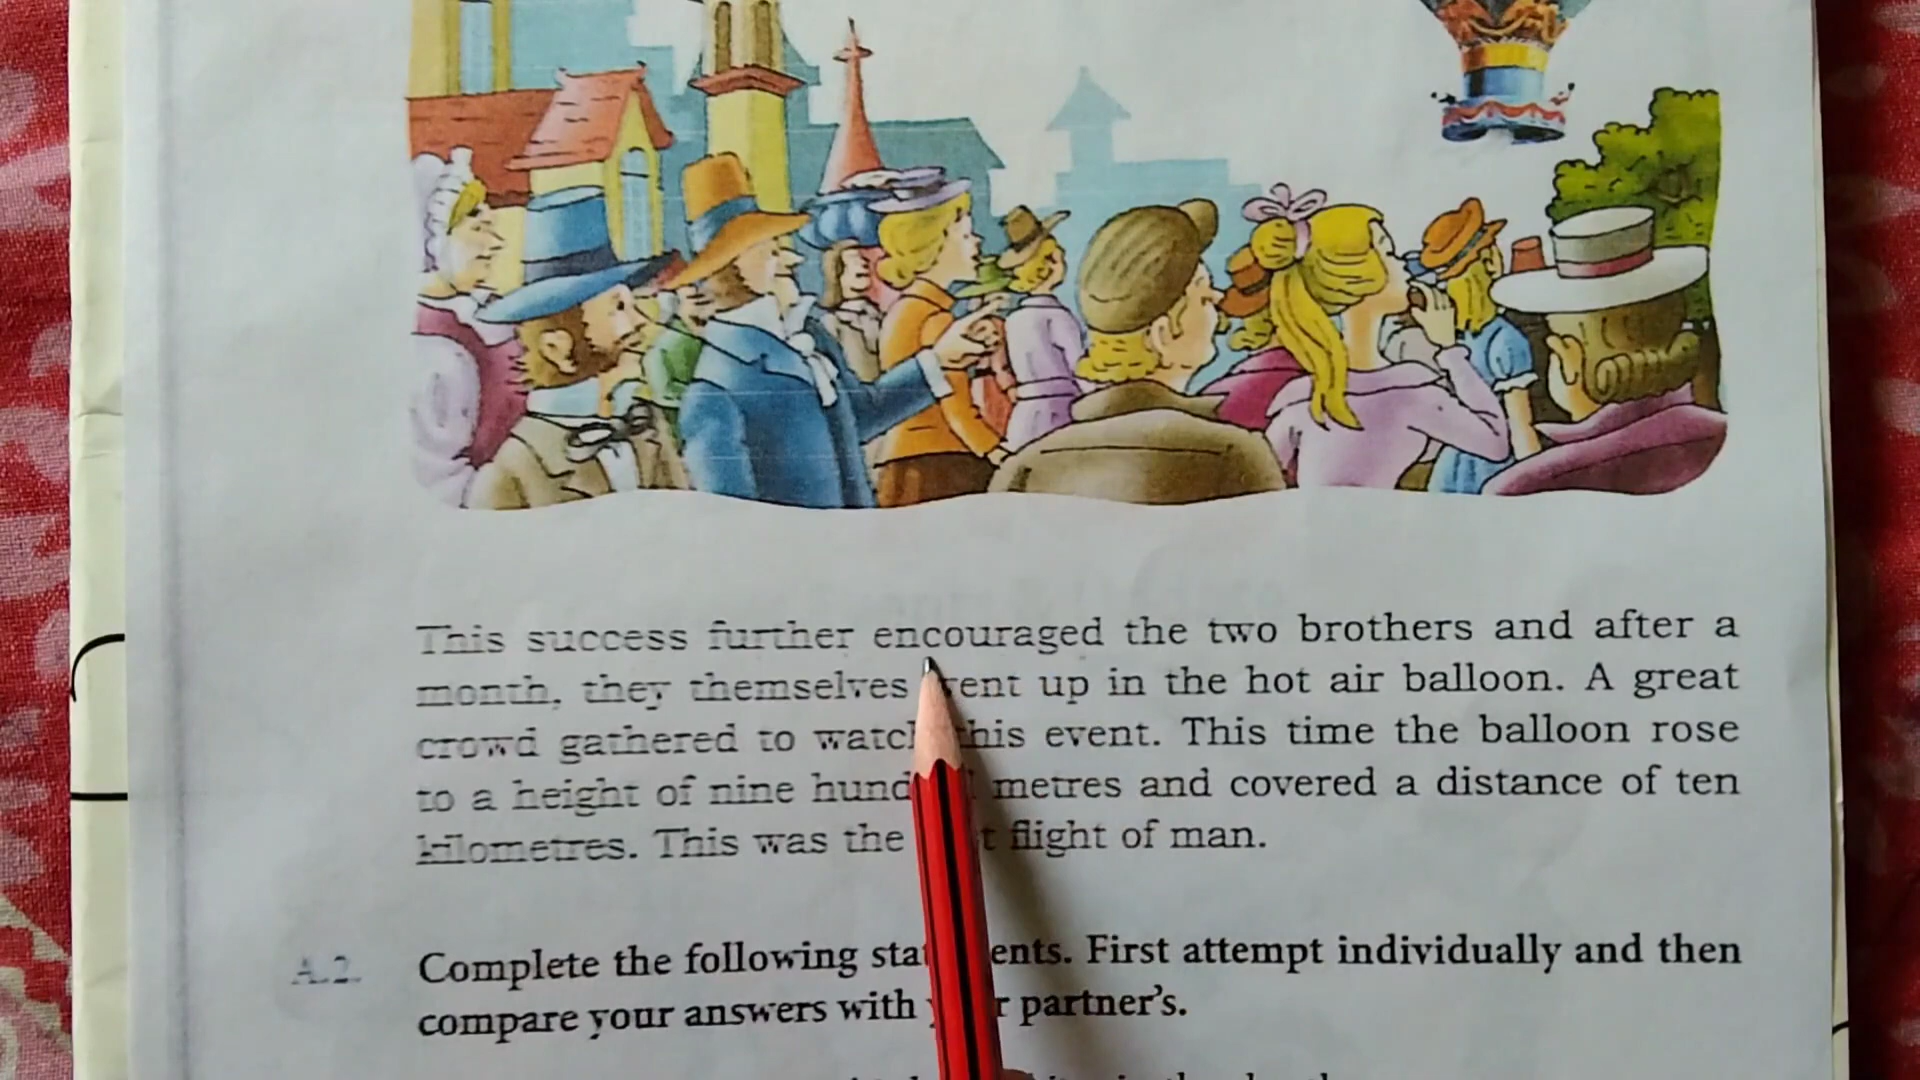 This success further encouraged the two brothers and after a
month, they themselves went up in the hot air balloon. A great
crowd gathered to watch this event. This time the balloon rose
to a height of nine hundred metres and covered a distance of ten
kilometres. This was the flight of man.
A.2. Complete the following statements. First attempt individually and then
compare your answers with your partner's.